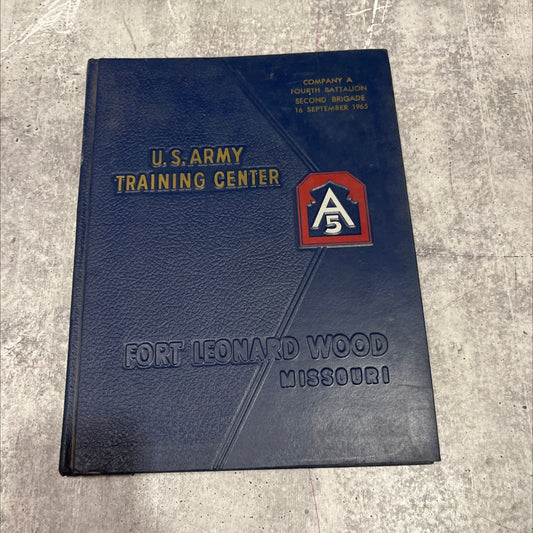 COMPANY A
FOURTH BATTALION
SECOND BRIGADE
16 SEPTEMBER 1965
U.S. ARMY
TRAINING CENTER
A
5
FORT LEONARD WOOD
MISSOURI